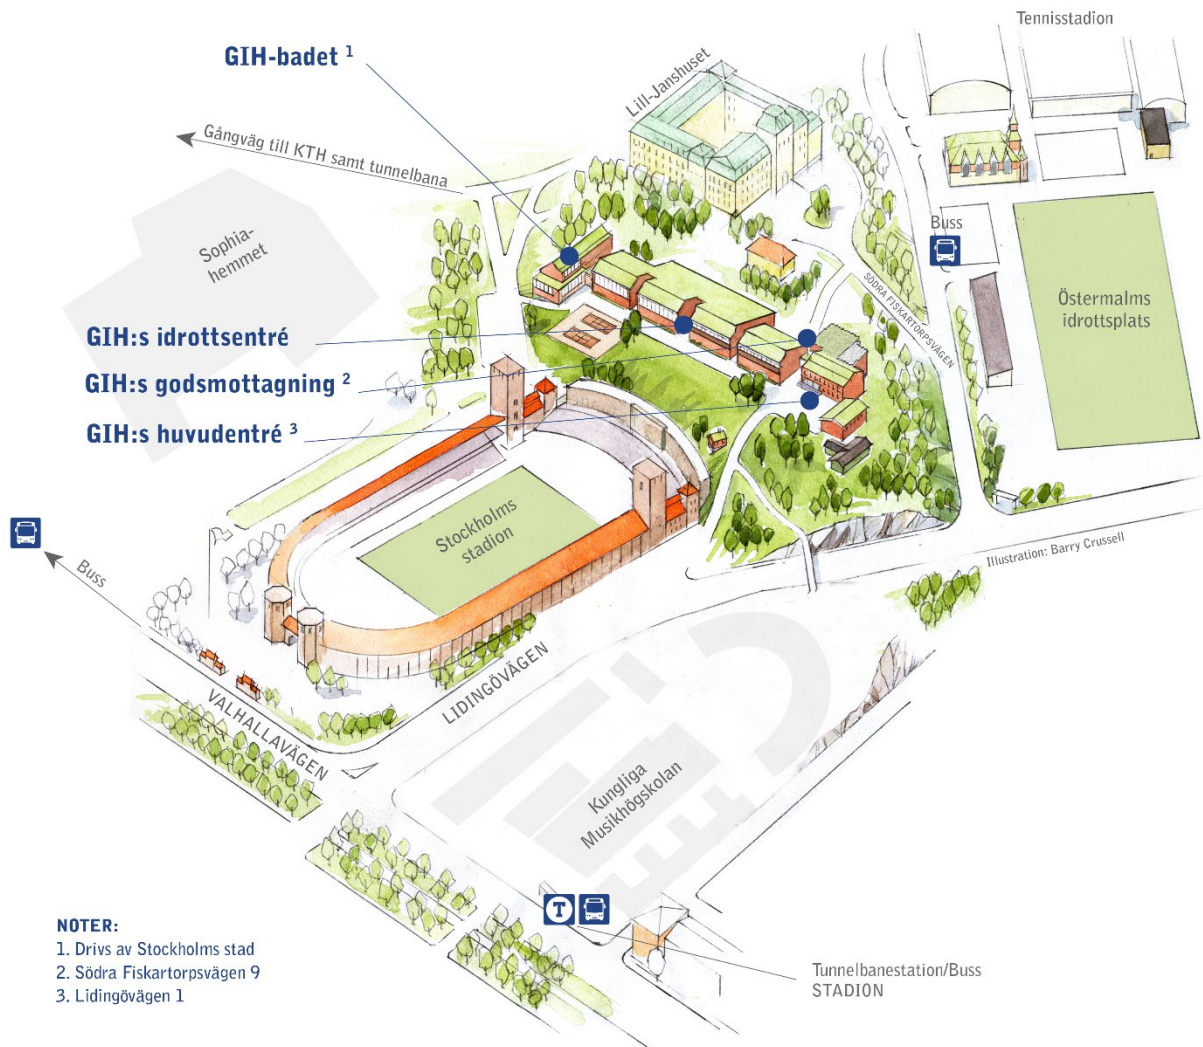 Tennisstadion
GIH-badet 1
Lill-Janshuset
Gångväg till KTH samt tunnelbana
Sophia-
hemmet
Buss
SÖDRA FISKARTORPSVÄGEN
Östermalms
idrottsplats
GIH:s idrottsentré
GIH:s godsmottagning 2
GIH:s huvudentré 3
Stockholms
stadion
Illustration: Barry Crussell
Buss
LIDINGÖVÄGEN
VALHALLAVÄGEN
Kungliga
Musikhögskolan
T
NOTER:
1. Drivs av Stockholms stad
2. Södra Fiskartorpsvägen 9
3. Lidingövägen 1
Tunnelbanestation/Buss
STADION